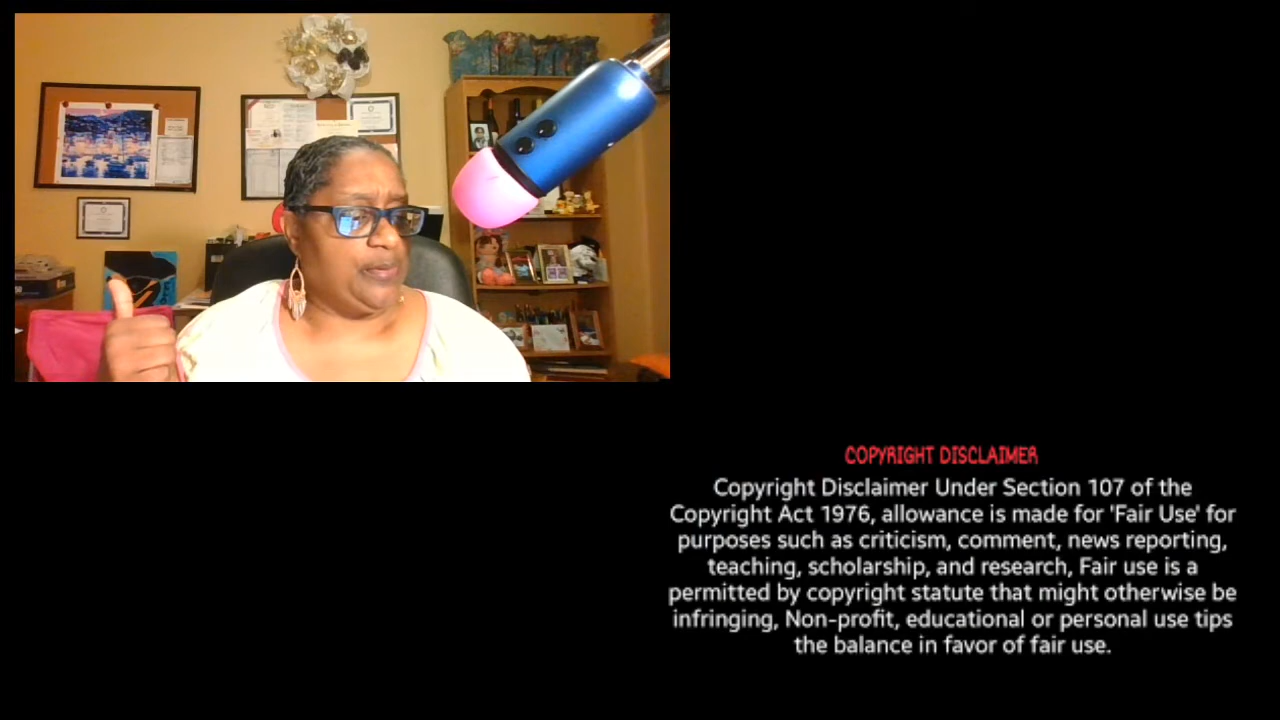 COPYRIGHT DISCLAIMER
Copyright Disclaimer Under Section 107 of the
Copyright Act 1976, allowance is made for 'Fair Use' for
purposes such as criticism, comment, news reporting,
teaching, scholarship, and research, Fair use is a
permitted by copyright statute that might otherwise be
infringing, Non-profit, educational or personal use tips
the balance in favor of fair use.